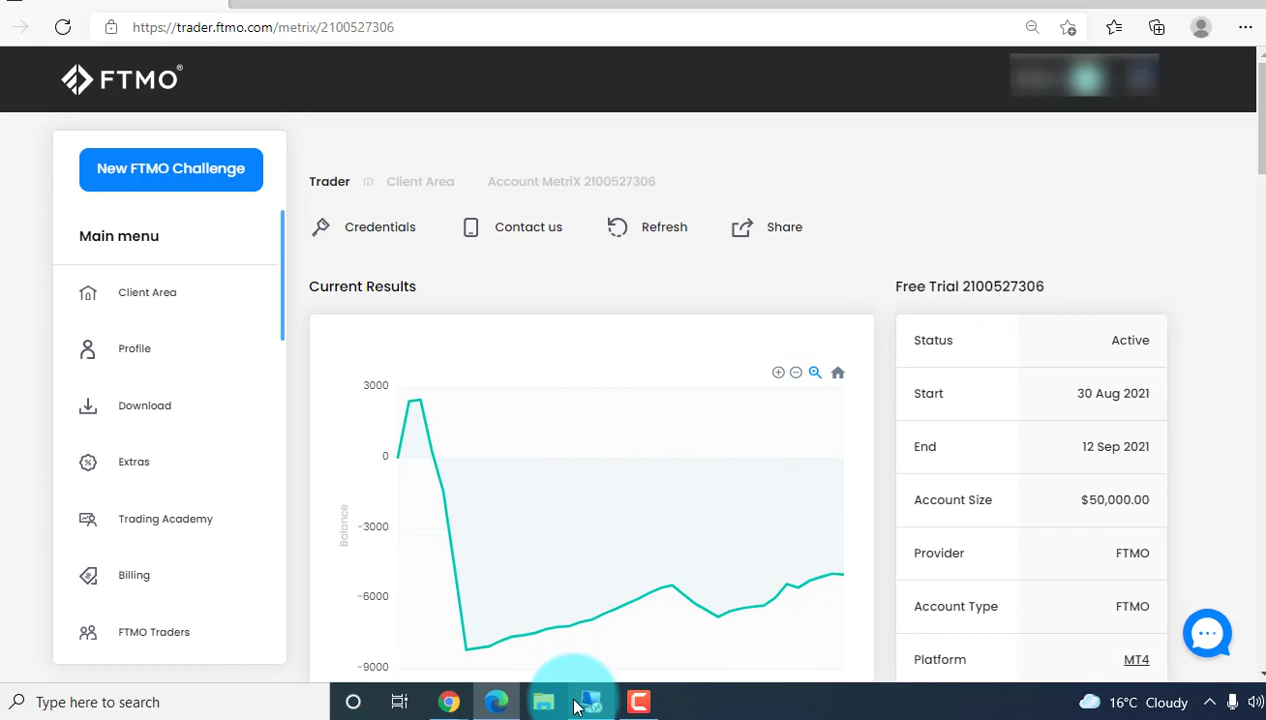 https://trader.ftmo.com/metrix/2100527306
FTMO®
New FTMO Challenge
Main menu
Client Area
Profile
Download
Extras
Trading Academy
Billing
FTMO Traders
Trader Client Area Account MetriX 2100527306
Credentials Contact us Refresh Share
Current Results
3000
0
-3000
-6000
-9000
Balance
Free Trial 2100527306
Status Active
Start 30 Aug 2021
End 12 Sep 2021
Account Size $50,000.00
Provider FTMO
Account Type FTMO
Platform MT4
Type here to search
16°C Cloudy